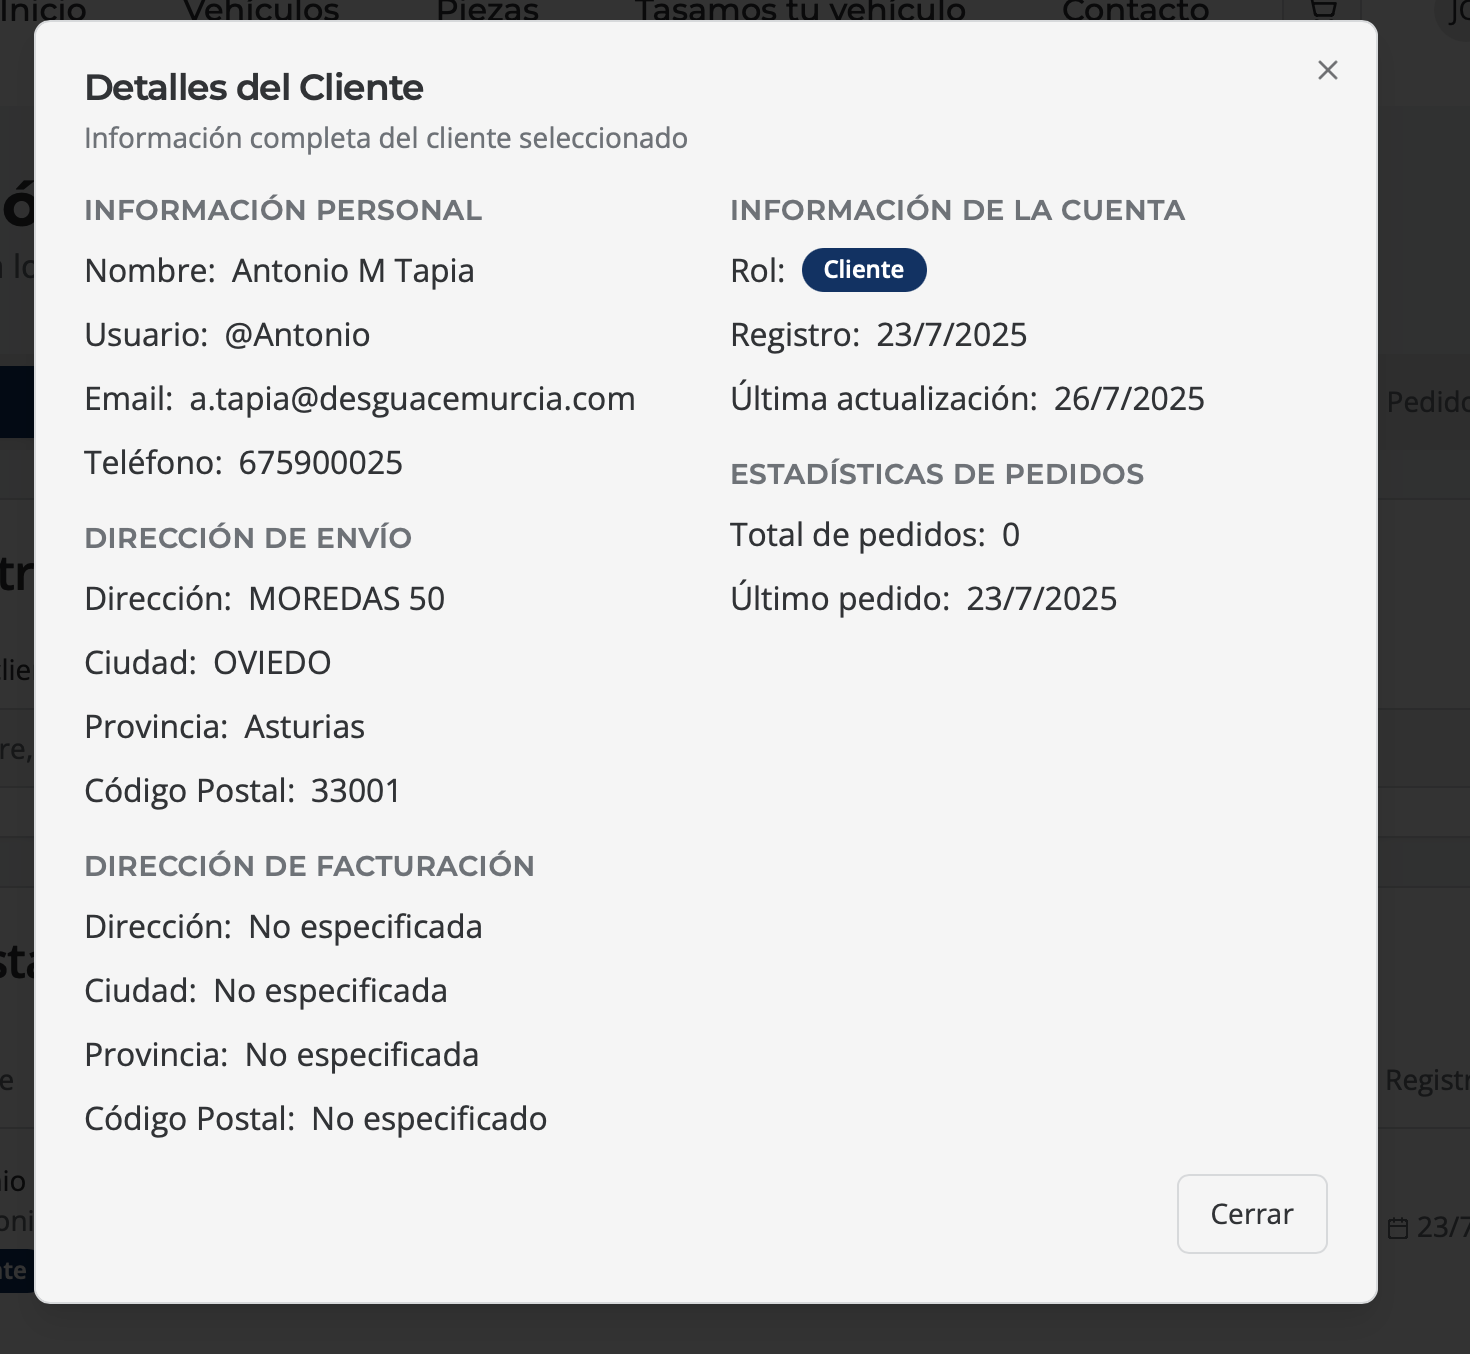 Inicio Vehículos Piezas Tasamos tu vehículo Contacto
Detalles del Cliente
Información completa del cliente seleccionado
INFORMACIÓN PERSONAL
Nombre: Antonio M Tapia
Usuario: @Antonio
Email: a.tapia@desguacemurcia.com
Teléfono: 675900025
DIRECCIÓN DE ENVÍO
Dirección: MOREDAS 50
Ciudad: OVIEDO
Provincia: Asturias
Código Postal: 33001
DIRECCIÓN DE FACTURACIÓN
Dirección: No especificada
Ciudad: No especificada
Provincia: No especificada
Código Postal: No especificado
INFORMACIÓN DE LA CUENTA
Rol: Cliente
Registro: 23/7/2025
Última actualización: 26/7/2025
ESTADÍSTICAS DE PEDIDOS
Total de pedidos: 0
Último pedido: 23/7/2025
Cerrar